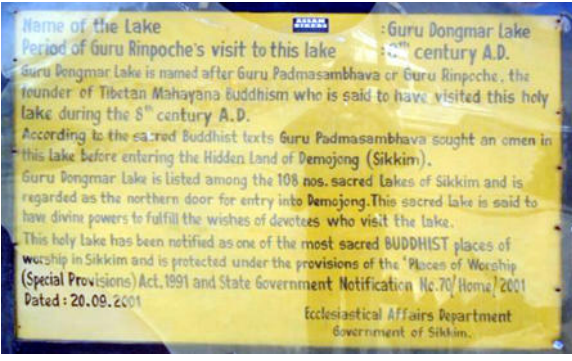 Name of the Lake : Guru Dongmar Lake
Period of Guru Rinpoche's visit to this lake : 8th century A.D.
Guru Dongmar Lake is named after Guru Padmasambhava or Guru Rinpoche, the
founder of Tibetan Mahayana Buddhism who is said to have visited this holy
lake during the 8th century A.D.
According to the sacred Buddhist texts Guru Padmasambhava sought an omen in
this lake before entering the Hidden Land of Demojong (Sikkim).
Guru Dongmar Lake is listed among the 108 nos. sacred Lakes of Sikkim and is
regarded as the northern door for entry into Demojong. This sacred lake is said to
have divine powers to fulfill the wishes of devotees who visit the lake.
This holy Lake has been notified as one of the most sacred BUDDHIST places of
worship in Sikkim and is protected under the provisions of the 'Places of Worship
(Special Provisions) Act, 1991 and State Government Notification No.70/Home/2001
Dated : 20.09.2001
Ecclesiastical Affairs Department
Government of Sikkim.